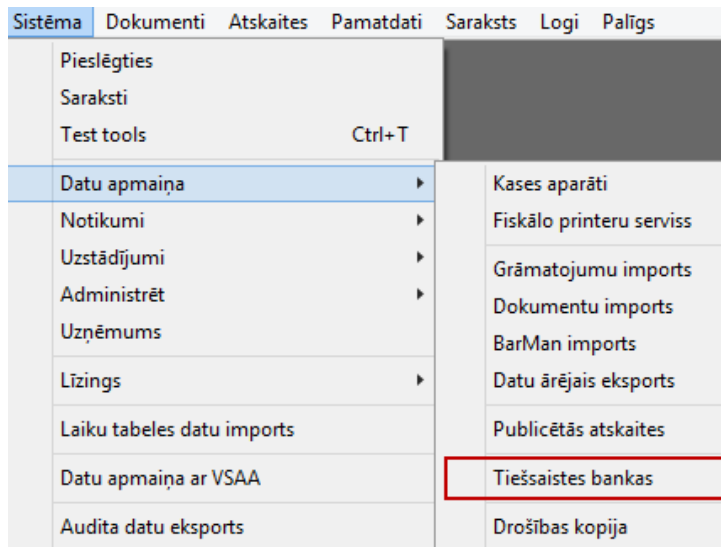 Sistēma Dokumenti Atskaites Pamatdati Saraksts Logi Palīgs
Pieslēgties
Saraksti
Test tools Ctrl+T
Datu apmaiņa
Notikumi
Uzstādījumi
Administrēt
Uzņēmums
Līzings
Laiku tabeles datu imports
Datu apmaiņa ar VSAA
Audita datu eksports
Kases aparāti
Fiskālo printeru serviss
Grāmatojumu imports
Dokumentu imports
BarMan imports
Datu ārējais eksports
Publicētās atskaites
Tiešsaistes bankas
Drošības kopija